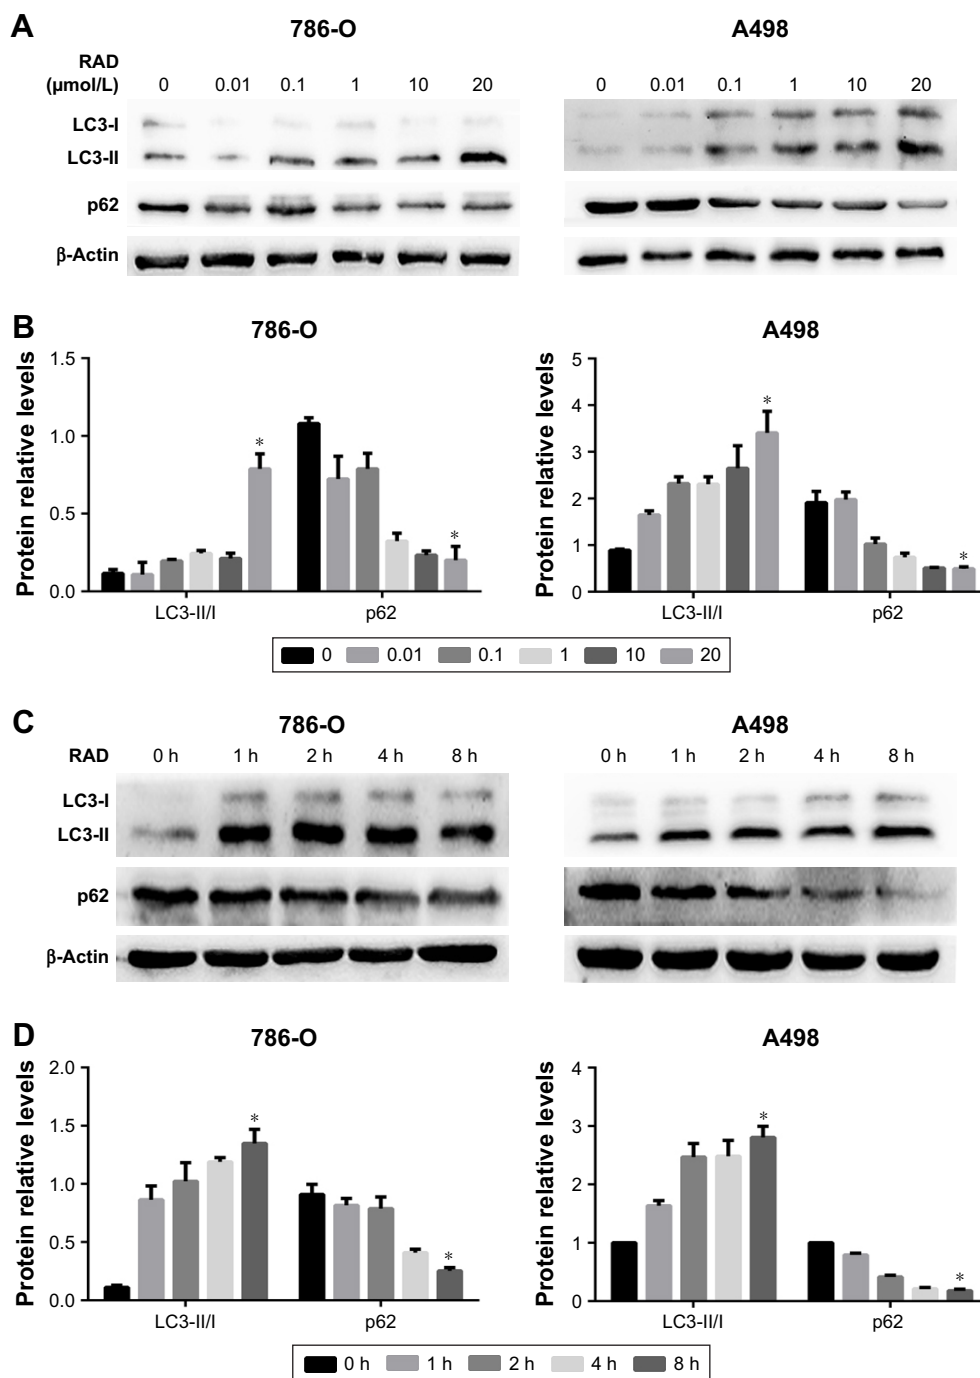 A
786-O
A498
RAD
(µmol/L) 0 0.01 0.1 1 10 20 0 0.01 0.1 1 10 20
LC3-I
LC3-II
p62
β-Actin
B
786-O
A498
Protein relative levels
1.5
1.0
0.5
0.0
*
*
LC3-II/I p62
Protein relative levels
5
4
3
2
1
0
*
*
LC3-II/I p62
0 0.01 0.1 1 10 20
C
786-O
A498
RAD 0 h 1 h 2 h 4 h 8 h 0 h 1 h 2 h 4 h 8 h
LC3-I
LC3-II
p62
β-Actin
D
786-O
A498
Protein relative levels
2.0
1.5
1.0
0.5
0.0
*
*
LC3-II/I p62
Protein relative levels
4
3
2
1
0
*
*
LC3-II/I p62
0 h 1 h 2 h 4 h 8 h